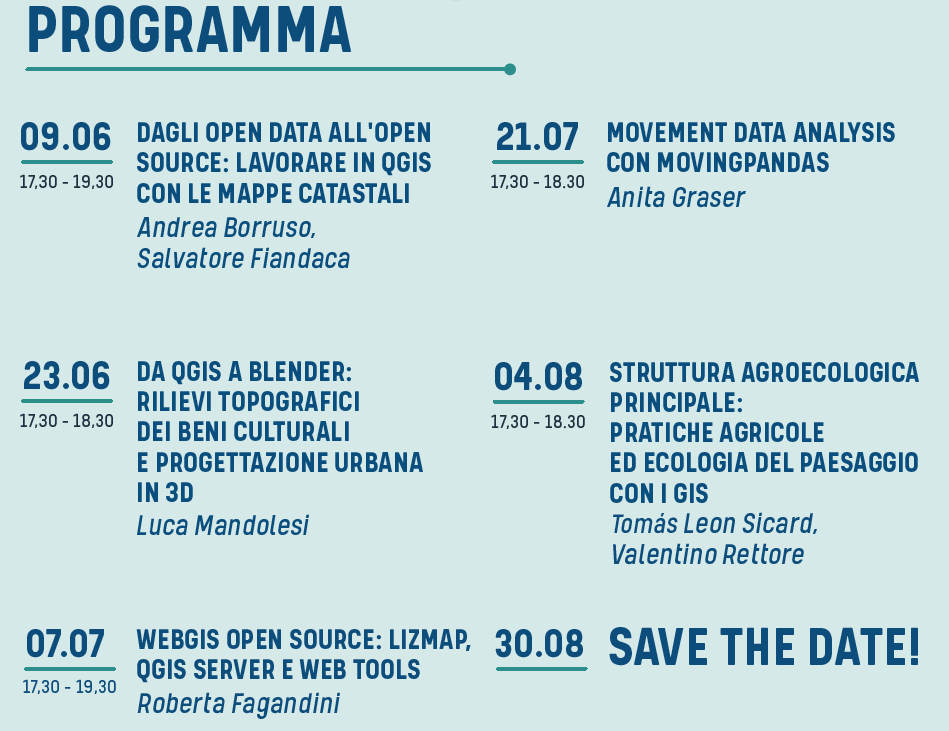 PROGRAMMA
09.06
17,30 - 19,30
DAGLI OPEN DATA ALL'OPEN
SOURCE: LAVORARE IN QGIS
CON LE MAPPE CATASTALI
Andrea Borruso,
Salvatore Fiandaca
23.06
17,30 - 18,30
DA QGIS A BLENDER:
RILIEVI TOPOGRAFICI
DEI BENI CULTURALI
E PROGETTAZIONE URBANA
IN 3D
Luca Mandolesi
07.07
17,30 - 19,30
WEBGIS OPEN SOURCE: LIZMAP,
QGIS SERVER E WEB TOOLS
Roberta Fagandini
21.07
17,30 - 18.30
MOVEMENT DATA ANALYSIS
CON MOVINGPANDAS
Anita Graser
04.08
17,30 - 18.30
STRUTTURA AGROECOLOGICA
PRINCIPALE:
PRATICHE AGRICOLE
ED ECOLOGIA DEL PAESAGGIO
CON I GIS
Tomás Leon Sicard,
Valentino Rettore
30.08
SAVE THE DATE!